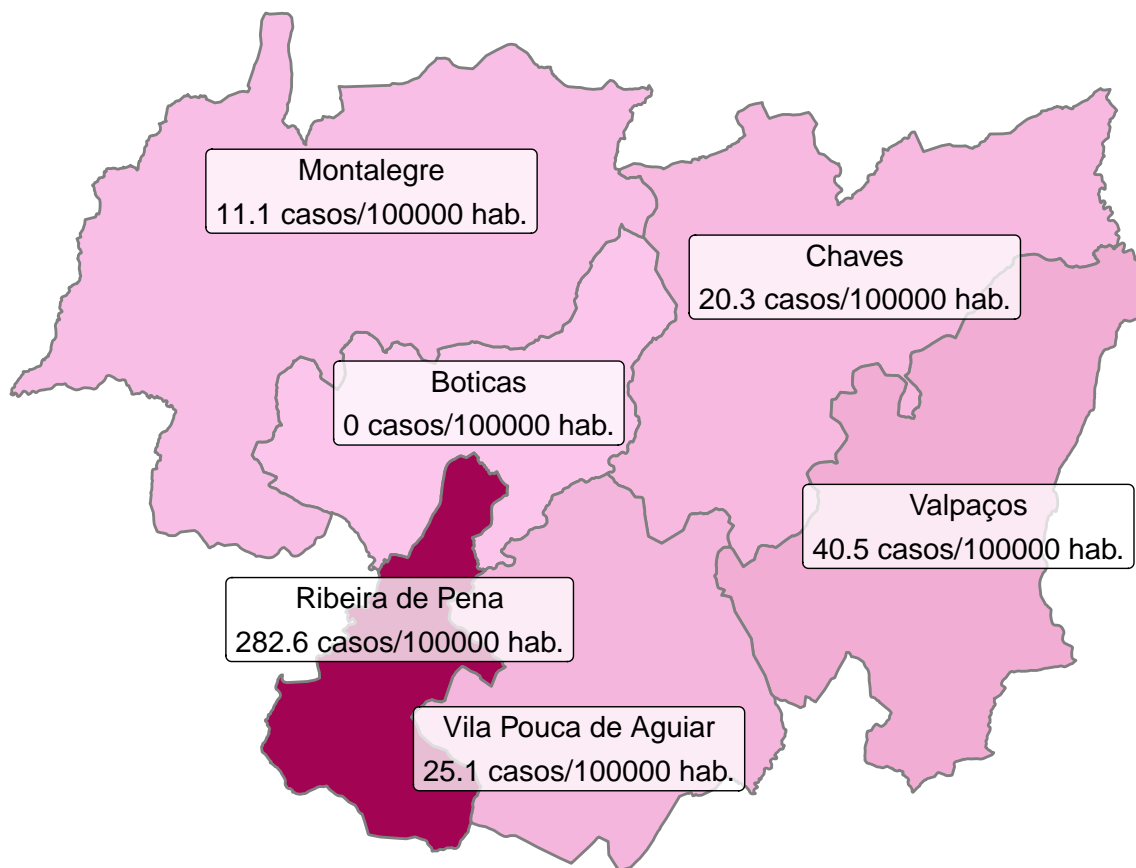 Montalegre
11.1 casos/100000 hab.
Chaves
20.3 casos/100000 hab.
Boticas
0 casos/100000 hab.
Valpaços
40.5 casos/100000 hab.
Ribeira de Pena
282.6 casos/100000 hab.
Vila Pouca de Aguiar
25.1 casos/100000 hab.